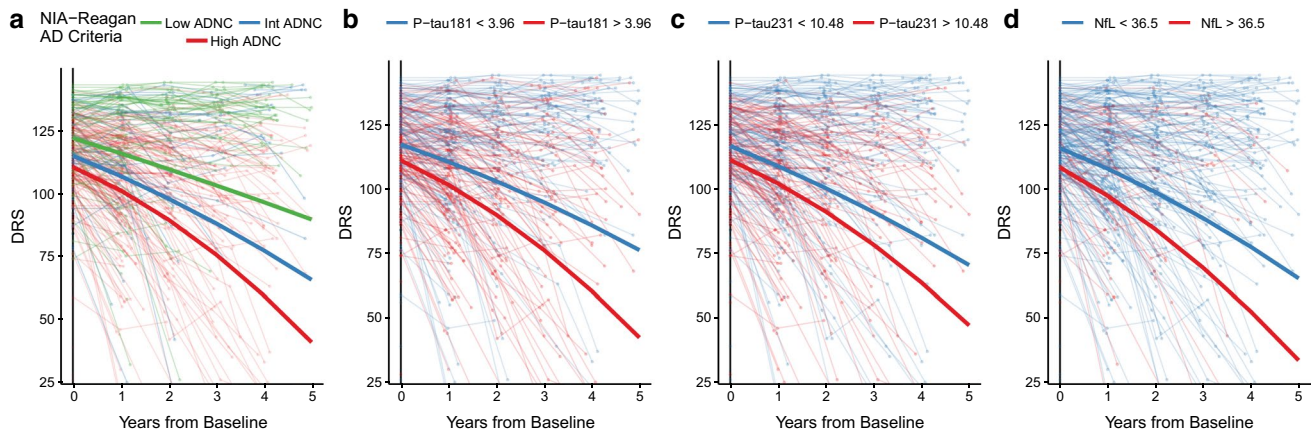 a NIA−Reagan AD Criteria
Low ADNC Int ADNC
High ADNC
DRS
125
100
75
50
25
0 1 2 3 4 5
Years from Baseline
b P−tau181 < 3.96 P−tau181 > 3.96
DRS
125
100
75
50
25
0 1 2 3 4 5
Years from Baseline
c P−tau231 < 10.48 P−tau231 > 10.48
DRS
125
100
75
50
25
0 1 2 3 4 5
Years from Baseline
d NfL < 36.5 NfL > 36.5
DRS
125
100
75
50
25
0 1 2 3 4 5
Years from Baseline